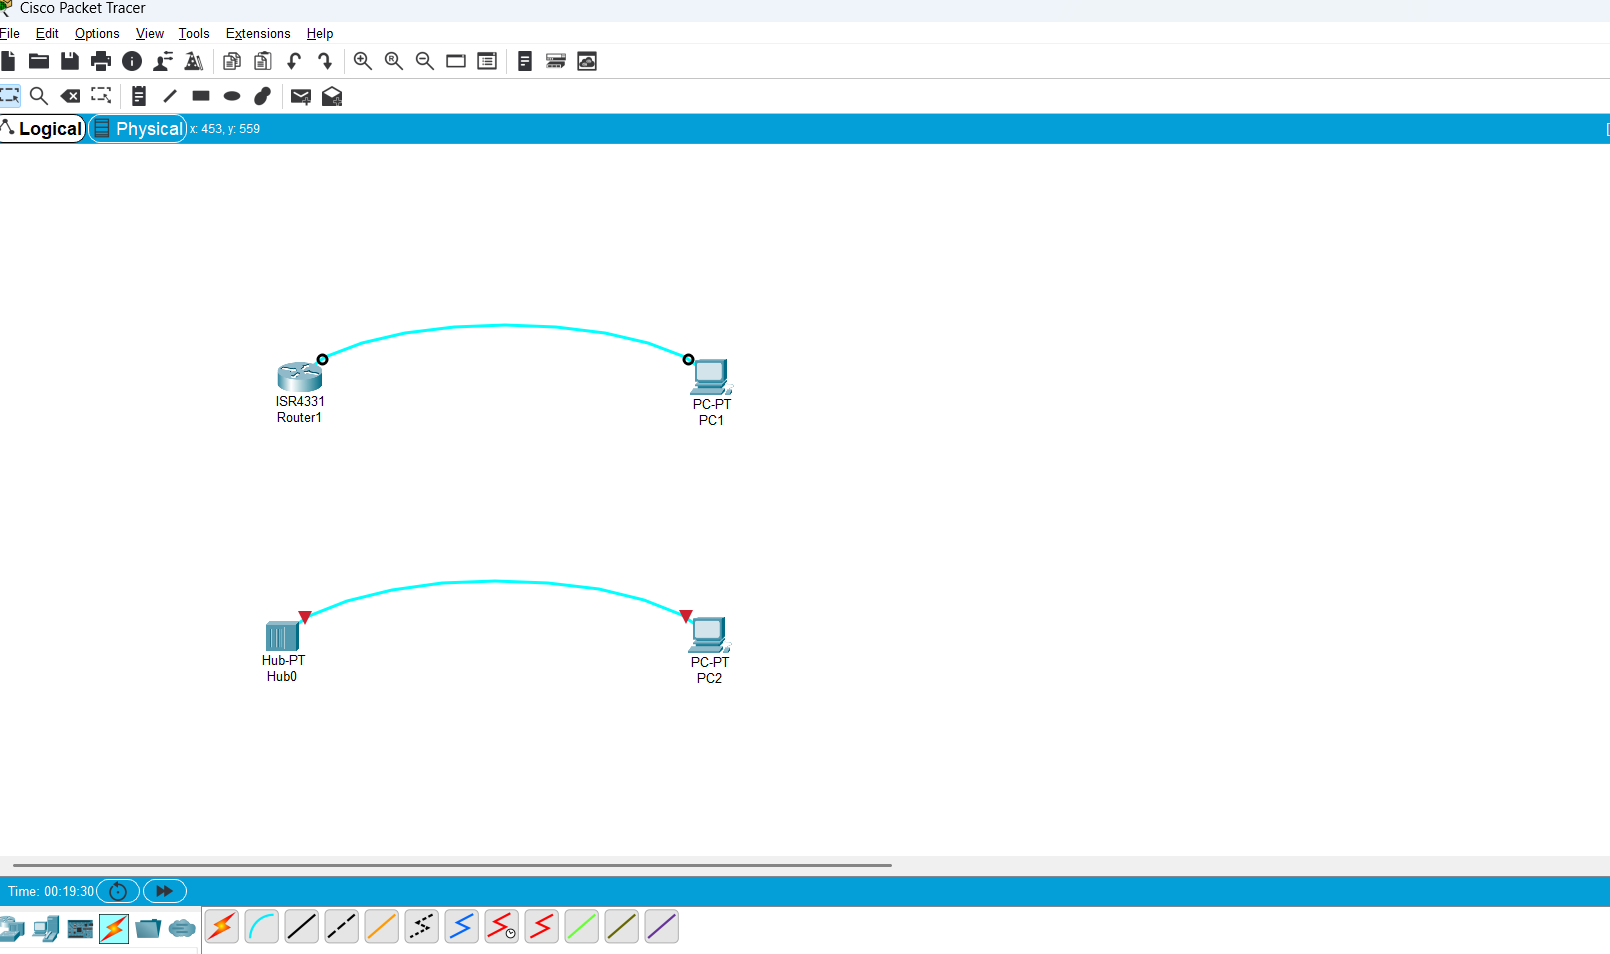 Cisco Packet Tracer
File Edit Options View Tools Extensions Help
R
Logical Physical x: 453, y: 559
ISR4331
Router1
PC-PT
PC1
Hub-PT
Hub0
PC-PT
PC2
Time: 00:19:30